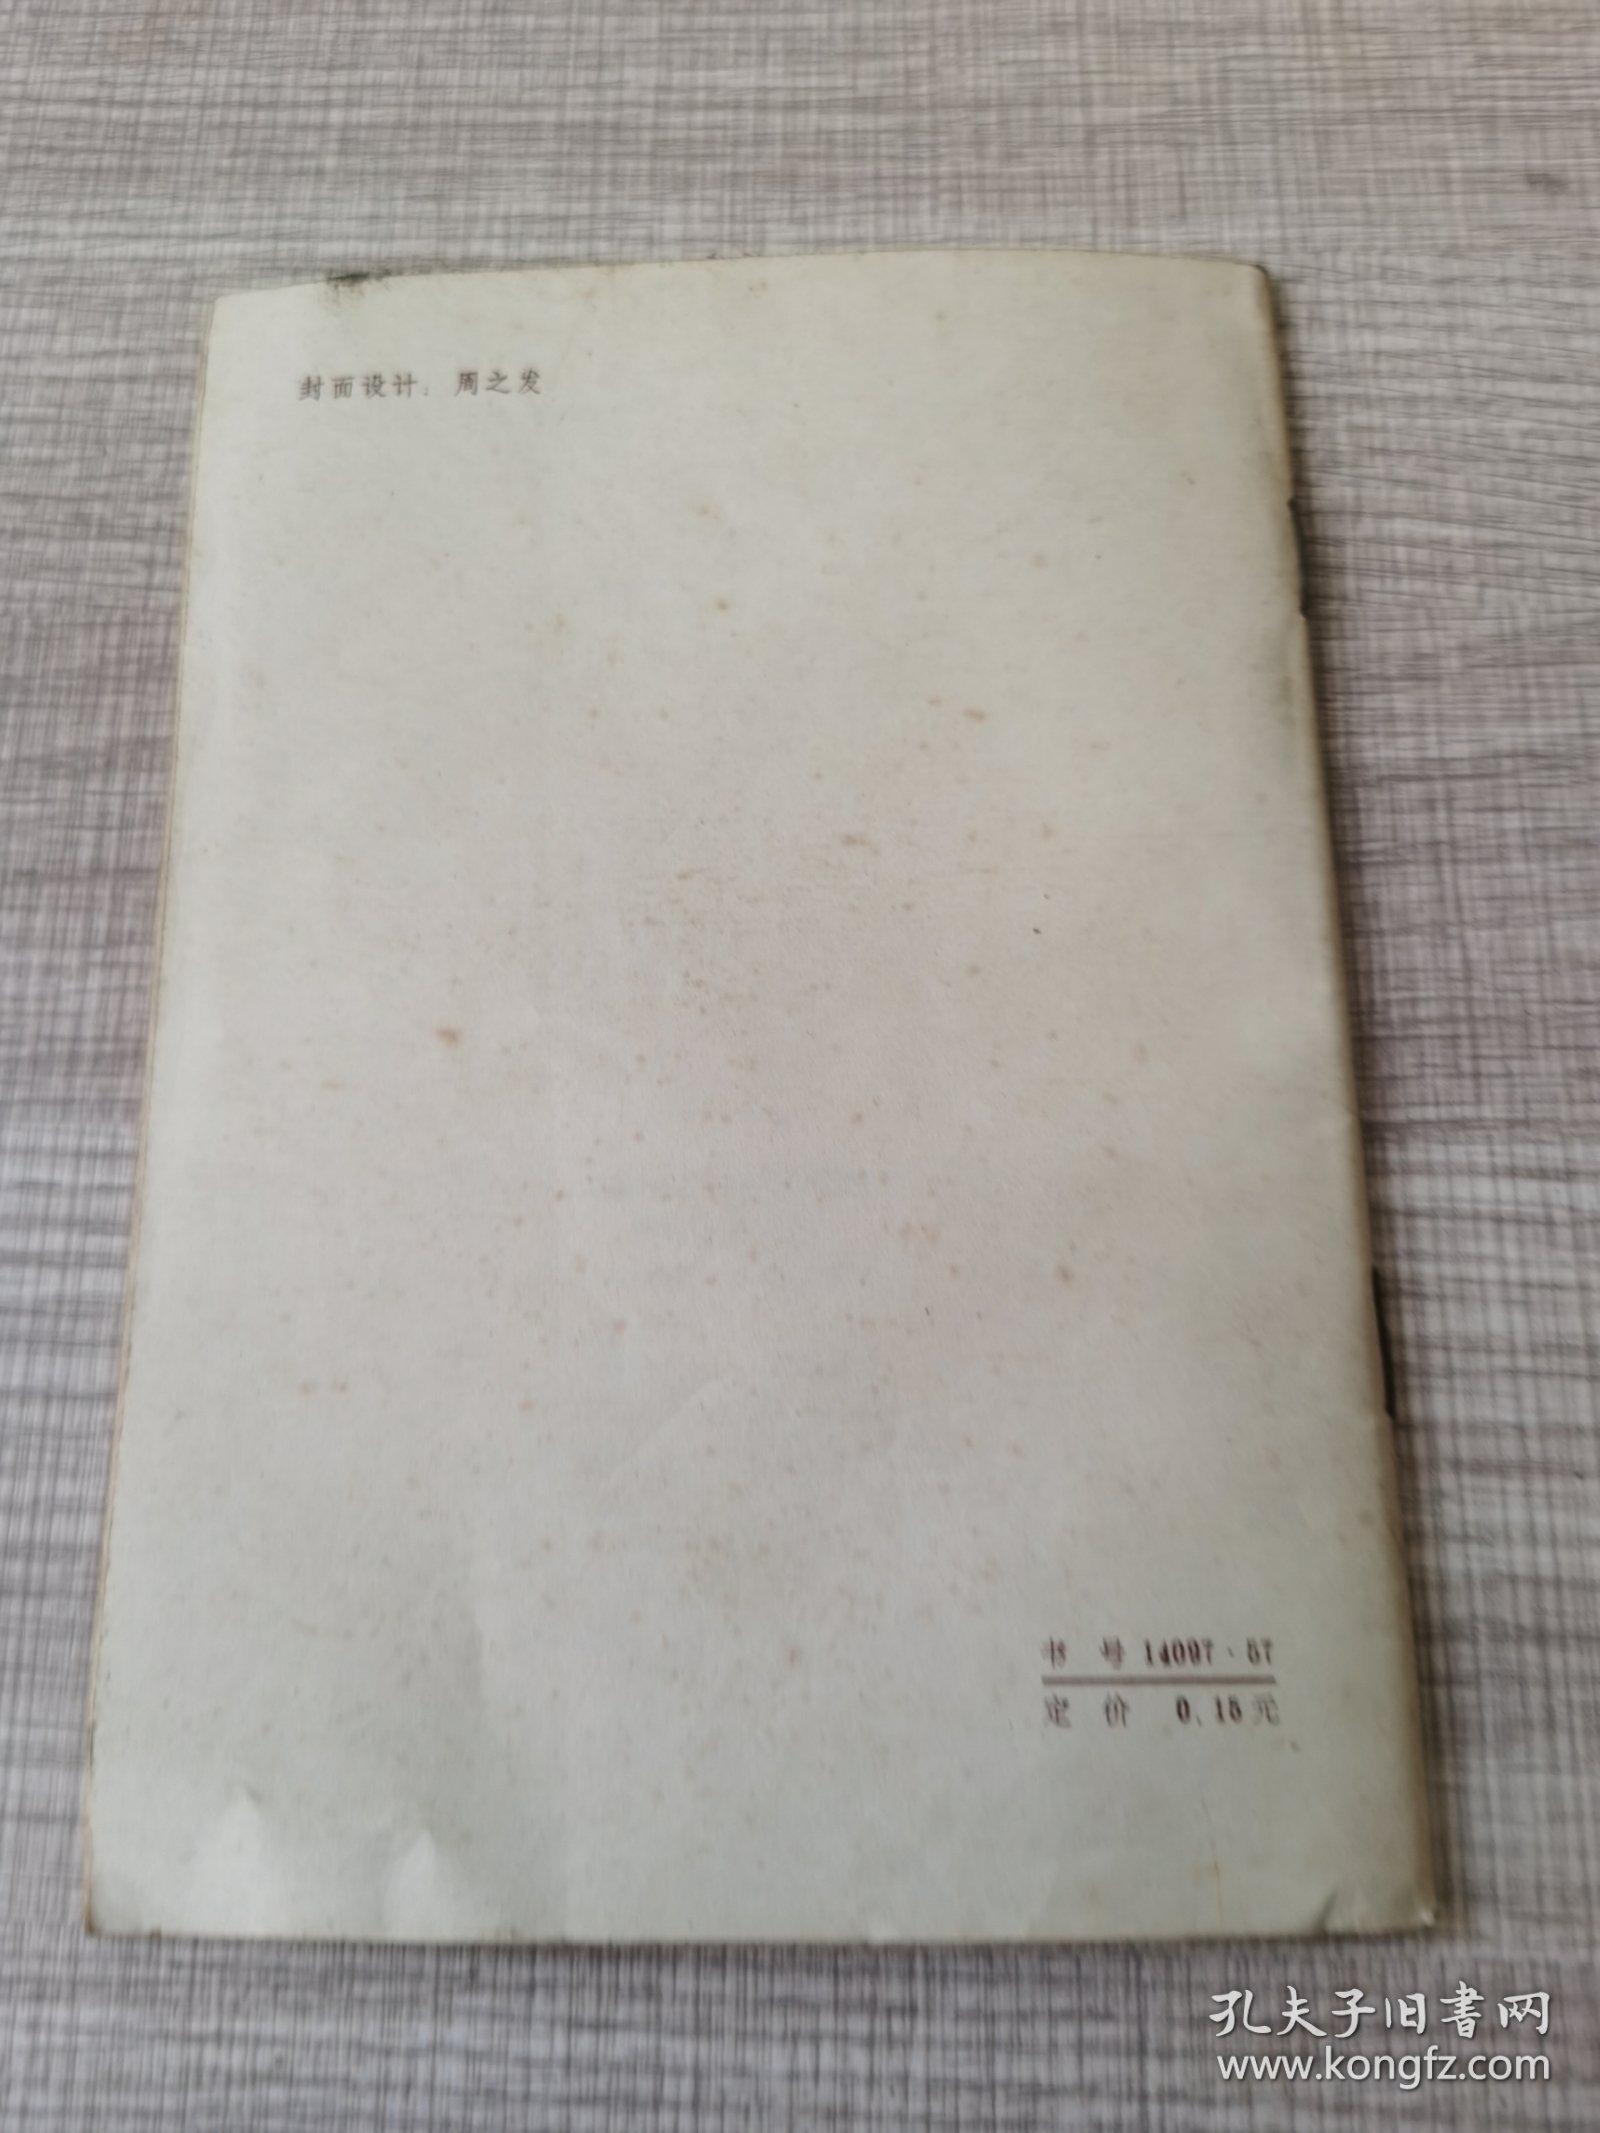 封面设计：周之发
书 号 14097·57
定 价 0.15元
孔夫子旧书网
www.kongfz.com